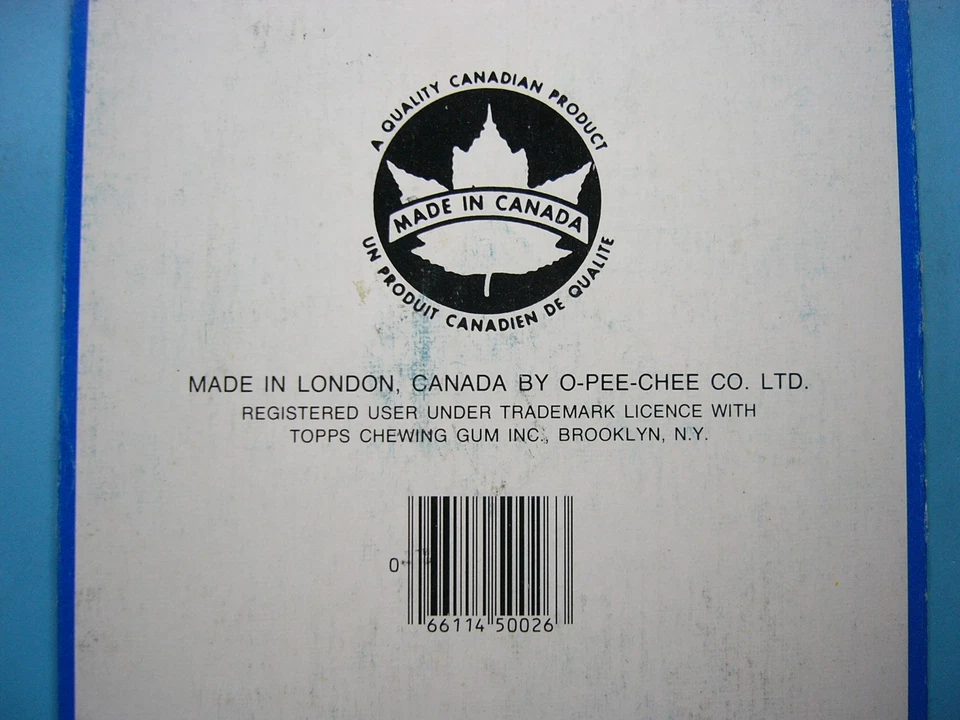 A QUALITY CANADIAN PRODUCT
MADE IN CANADA
UN PRODUIT CANADIEN DE QUALITE
MADE IN LONDON, CANADA BY O-PEE-CHEE CO. LTD.
REGISTERED USER UNDER TRADEMARK LICENCE WITH
TOPPS CHEWING GUM INC., BROOKLYN, N.Y.
0
66114 50026